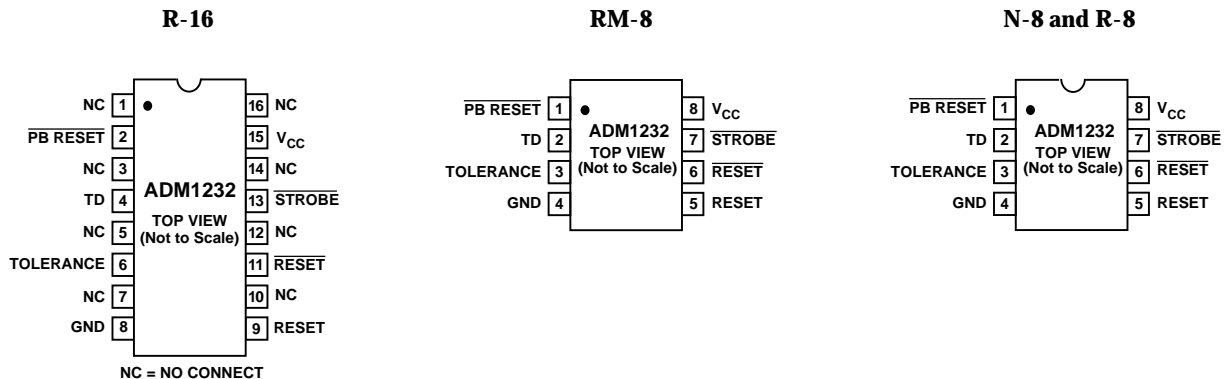 R-16
NC 1 16 NC
PB RESET 2 15 VCC
NC 3 14 NC
TD 4 13 STROBE
NC 5 12 NC
TOLERANCE 6 11 RESET
NC 7 10 NC
GND 8 9 RESET
ADM1232
TOP VIEW
(Not to Scale)
NC = NO CONNECT
RM-8
PB RESET 1 8 VCC
TD 2 7 STROBE
TOLERANCE 3 6 RESET
GND 4 5 RESET
ADM1232
TOP VIEW
(Not to Scale)
N-8 and R-8
PB RESET 1 8 VCC
TD 2 7 STROBE
TOLERANCE 3 6 RESET
GND 4 5 RESET
ADM1232
TOP VIEW
(Not to Scale)